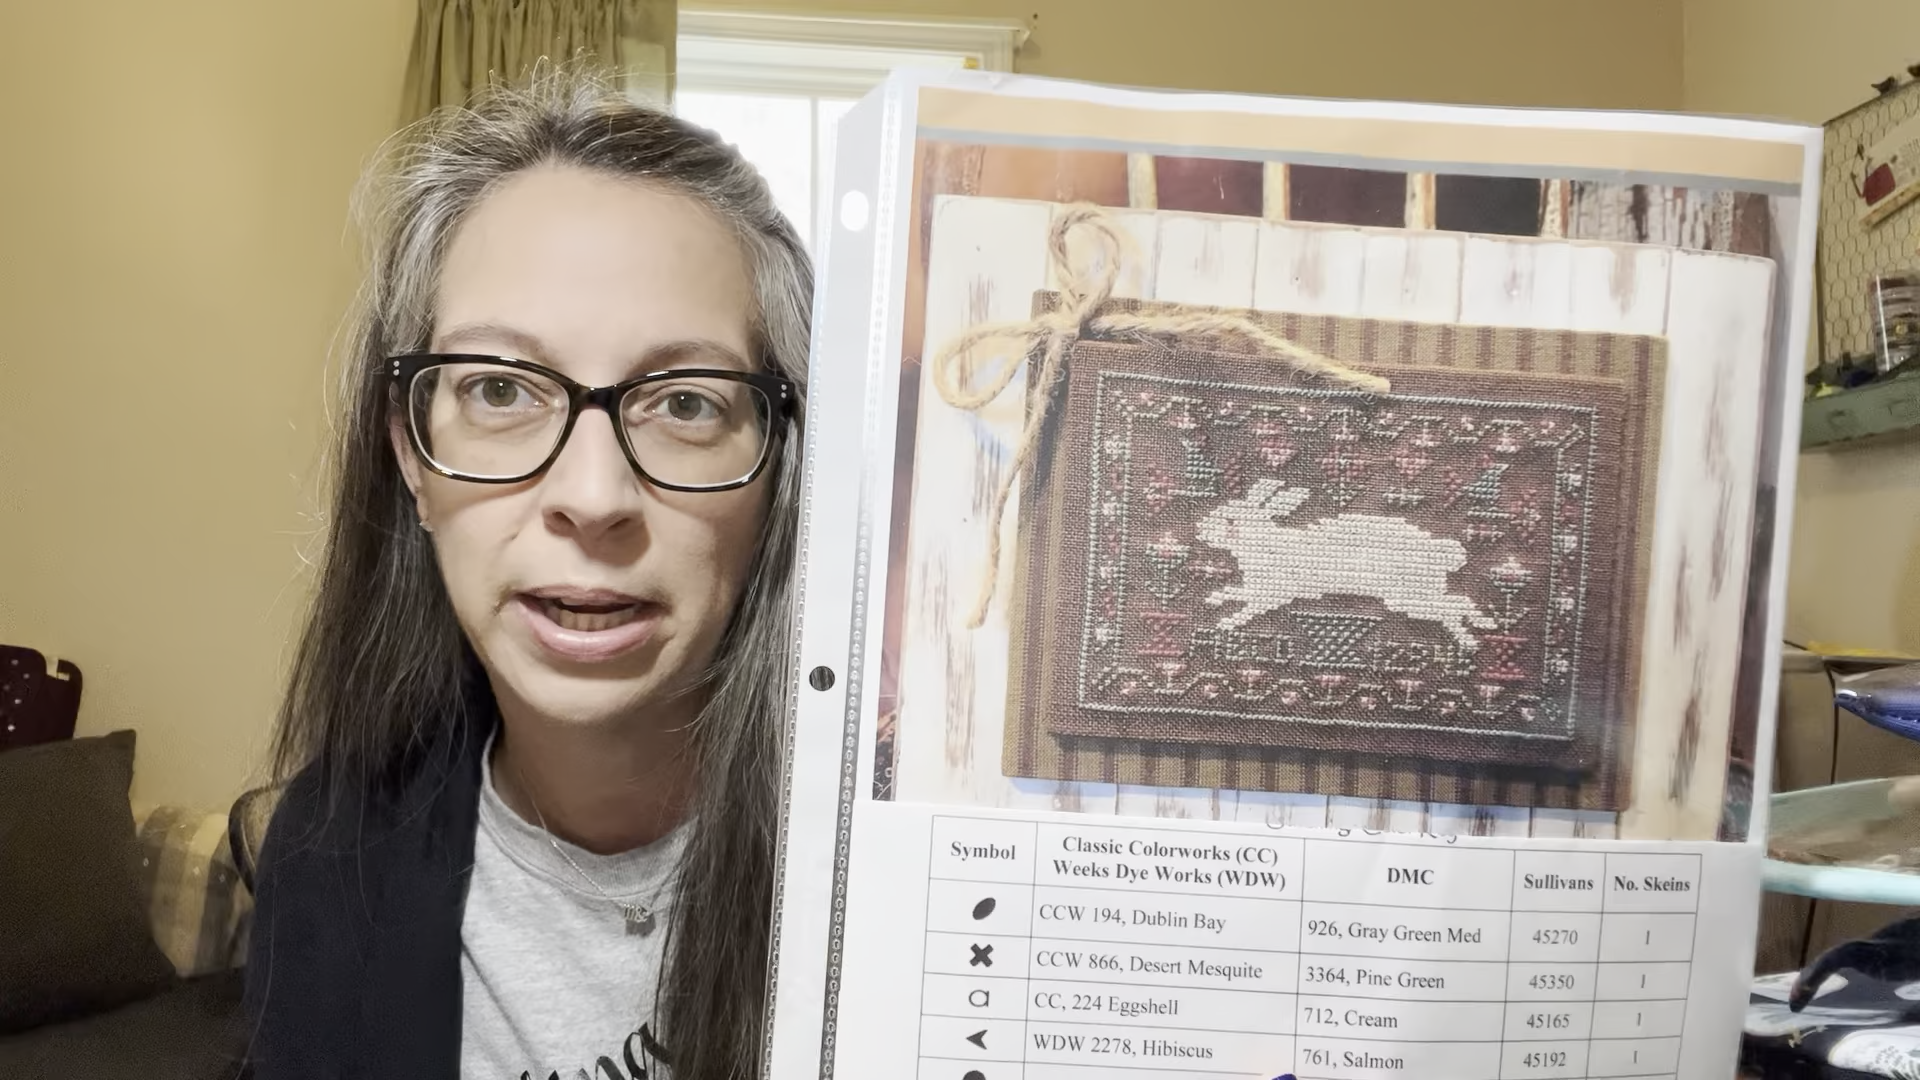 Symbol
Classic Colorworks (CC)
Weeks Dye Works (WDW)
DMC
Sullivans
No. Skeins
CCW 194, Dublin Bay
926, Gray Green Med
45270
1
CCW 866, Desert Mesquite
3364, Pine Green
45350
1
CC, 224 Eggshell
712, Cream
45165
1
WDW 2278, Hibiscus
761, Salmon
45192
1